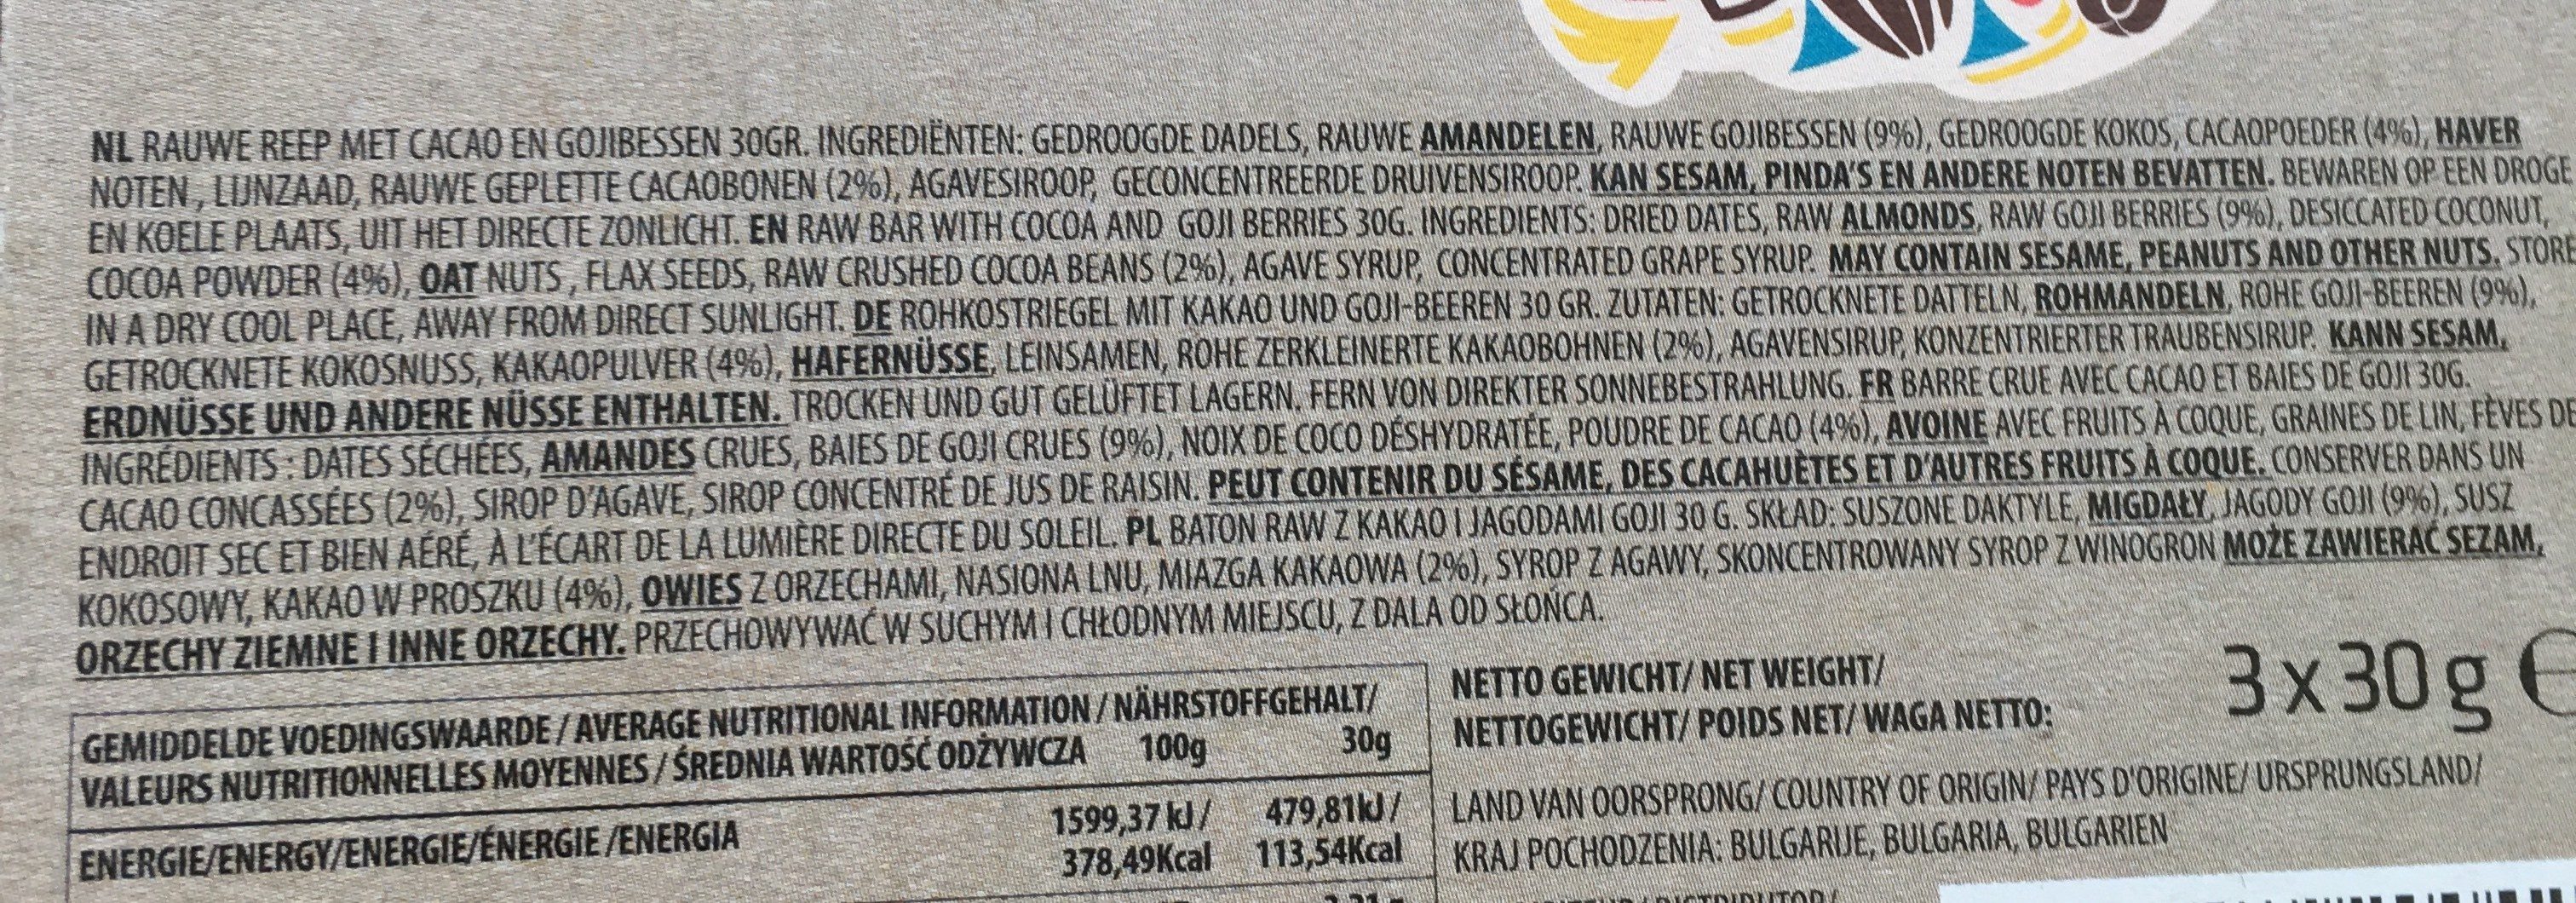 NL RAUWE REEP MET CACAO EN GOJIBESSEN 30GR. INGREDIËNTEN: GEDROOGDE DADELS, RAUWE AMANDELEN, RAUWE GOJIBESSEN (9%), GEDROOGDE KOKOS, CACAOPOEDER (4%), HAVER
NOTEN, LIJNZAAD, RAUWE GEPLETTE CACAOBONEN (2%), AGAVESIROOP, GECONCENTREERDE DRUIVENSIROOP. KAN SESAM, PINDA'S EN ANDERE NOTEN BEVATTEN. BEWAREN OP EEN DROGE
EN KOELE PLAATS, UIT HET DIRECTE ZONLICHT. EN RAW BAR WITH COCOA AND GOJI BERRIES 30G. INGREDIENTS: DRIED DATES, RAW ALMONDS, RAW GOJI BERRIES (9%), DESICCATED COCONUT,
COCOA POWDER (4%), OAT NUTS, FLAX SEEDS, RAW CRUSHED COCOA BEANS (2%), AGAVE SYRUP, CONCENTRATED GRAPE SYRUP. MAY CONTAIN SESAME, PEANUTS AND OTHER NUTS. STORE
IN A DRY COOL PLACE, AWAY FROM DIRECT SUNLIGHT. DE ROHKOSTRIEGEL MIT KAKAO UND GOJI-BEEREN 30 GR. ZUTATEN: GETROCKNETE DATTELN, ROHMANDELN, ROHE GOJI-BEEREN (9%),
GETROCKNETE KOKOSNUSS, KAKAOPULVER (4%), HAFERNÜSSE, LEINSAMEN, ROHE ZERKLEINERTE KAKAOBOHNEN (2%), AGAVENSIRUP, KONZENTRIERTER TRAUBENSIRUP. KANN SESAM,
ERDNÜSSE UND ANDERE NÜSSE ENTHALTEN. TROCKEN UND GUT GELÜFTET LAGERN. FERN VON DIREKTER SONNEBESTRAHLUNG. FR BARRE CRUE AVEC CACAO ET BAIES DE GOJI 30G.
INGRÉDIENTS : DATES SÉCHÉES, AMANDES CRUES, BAIES DE GOJI CRUES (9%), NOIX DE COCO DÉSHYDRATÉE, POUDRE DE CACAO (4%), AVOINE AVEC FRUITS À COQUE, GRAINES DE LIN, FÈVES DE
CACAO CONCASSÉES (2%), SIROP D'AGAVE, SIROP CONCENTRÉ DE JUS DE RAISIN. PEUT CONTENIR DU SÉSAME, DES CACAHUÈTES ET D'AUTRES FRUITS À COQUE. CONSERVER DANS UN
ENDROIT SEC ET BIEN AÉRÉ, À L'ÉCART DE LA LUMIÈRE DIRECTE DU SOLEIL. PL BATON RAW Z KAKAO I JAGODAMI GOJI 30 G. SKŁAD: SUSZONE DAKTYLE, MIGDAŁY, JAGODY GOJI (9%), SUSZ
KOKOSOWY, KAKAO W PROSZKU (4%), OWIES Z ORZECHAMI, NASIONA LNU, MIAZGA KAKAOWA (2%), SYROP Z AGAWY, SKONCENTROWANY SYROP Z WINOGRON MOŻE ZAWIERAĆ SEZAM,
ORZECHY ZIEMNE I INNE ORZECHY. PRZECHOWYWAĆ W SUCHYM I CHŁODNYM MIEJSCU, Z DALA OD SŁOŃCA.
GEMIDDELDE VOEDINGSWAARDE / AVERAGE NUTRITIONAL INFORMATION / NÄHRSTOFFGEHALT/
VALEURS NUTRITIONNELLES MOYENNES / ŚREDNIA WARTOŚĆ ODŻYWCZA 100g 30g
ENERGIE/ENERGY/ENERGIE/ÉNERGIE /ENERGIA 1599,37 kJ / 479,81kJ /
378,49Kcal 113,54Kcal
NETTO GEWICHT/ NET WEIGHT/
NETTOGEWICHT/ POIDS NET/ WAGA NETTO:
3 x 30 g ℮
LAND VAN OORSPRONG/ COUNTRY OF ORIGIN/ PAYS D'ORIGINE/ URSPRUNGSLAND/
KRAJ POCHODZENIA: BULGARIJE, BULGARIA, BULGARIEN